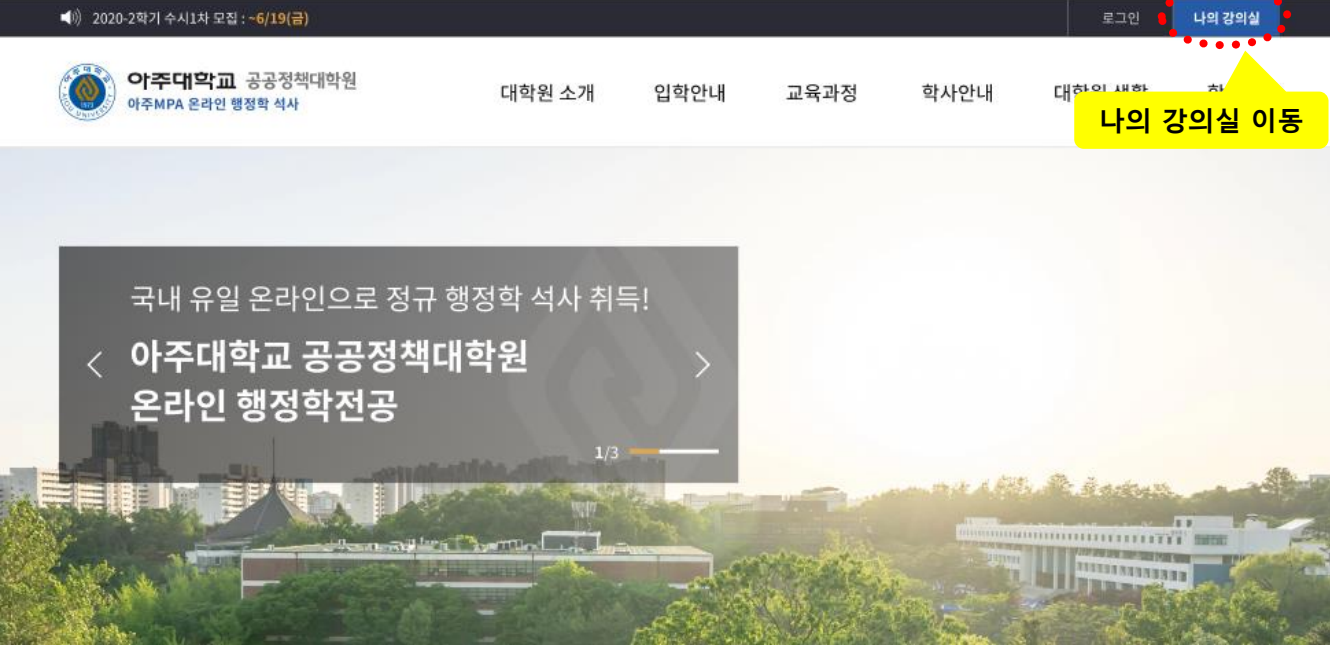 2020-2학기 수시1차 모집 : ~6/19(금)
로그인
나의 강의실
아주대학교 공공정책대학원
아주MPA 온라인 행정학 석사
대학원 소개
입학안내
교육과정
학사안내
나의 강의실 이동
국내 유일 온라인으로 정규 행정학 석사 취득!
아주대학교 공공정책대학원
온라인 행정학전공
1/3